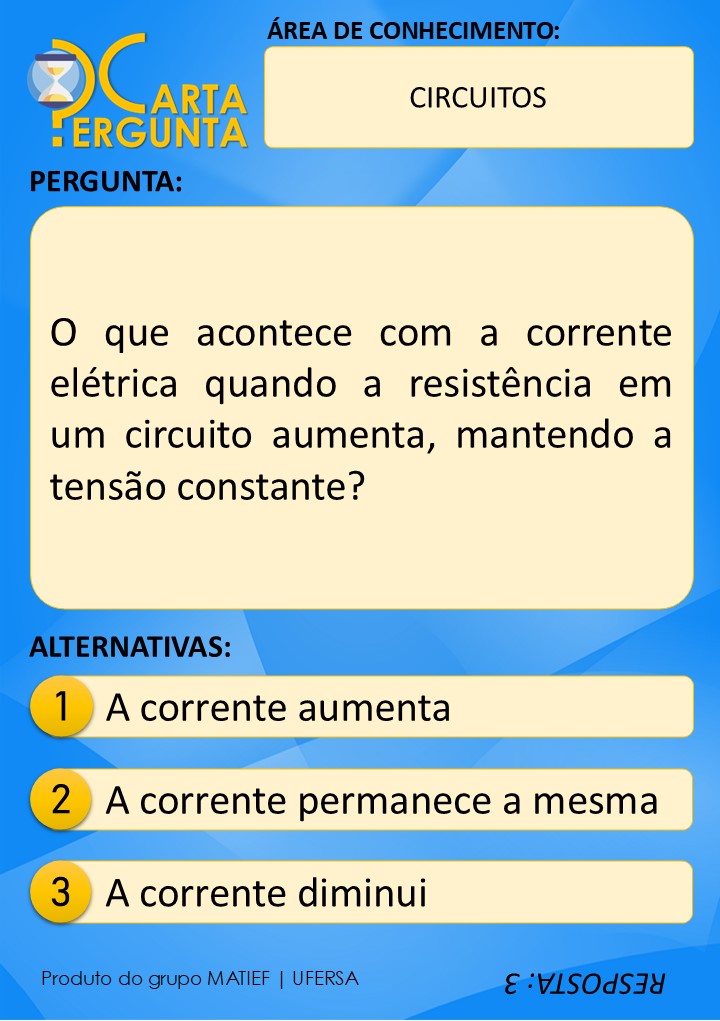 CARTA
PERGUNTA
ÁREA DE CONHECIMENTO:
CIRCUITOS
PERGUNTA:
O que acontece com a corrente
elétrica quando a resistência em
um circuito aumenta, mantendo a
tensão constante?
ALTERNATIVAS:
1 A corrente aumenta
2 A corrente permanece a mesma
3 A corrente diminui
Produto do grupo MATIEF | UFERSA
RESPOSTA: 3